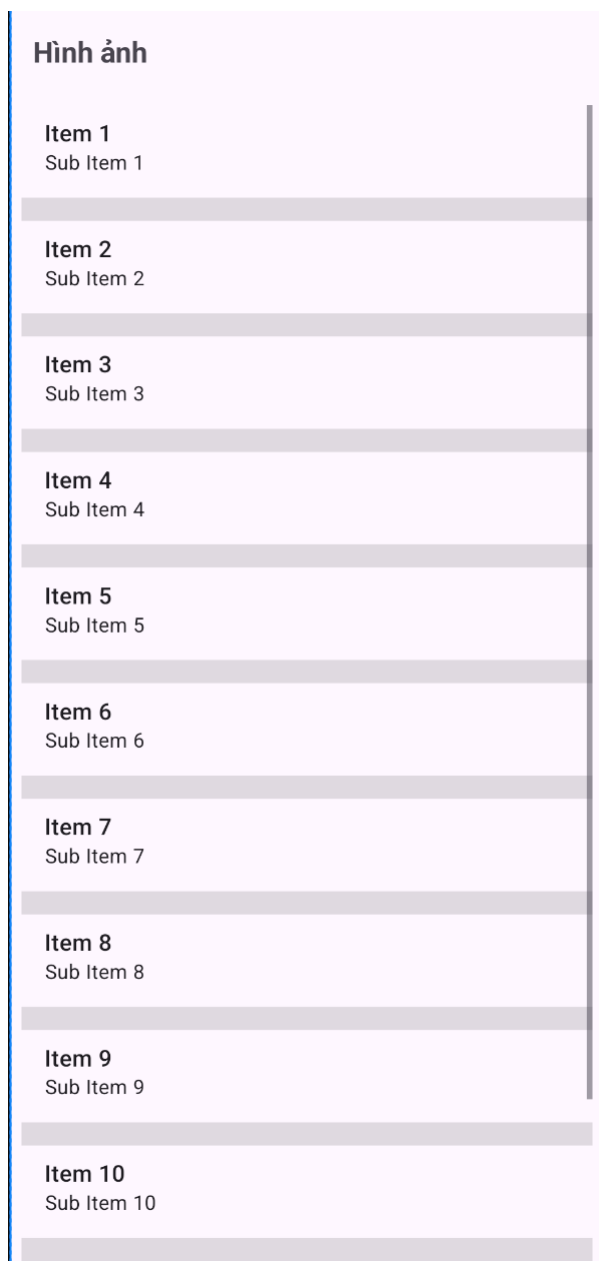 Hình ảnh
Item 1
Sub Item 1
Item 2
Sub Item 2
Item 3
Sub Item 3
Item 4
Sub Item 4
Item 5
Sub Item 5
Item 6
Sub Item 6
Item 7
Sub Item 7
Item 8
Sub Item 8
Item 9
Sub Item 9
Item 10
Sub Item 10